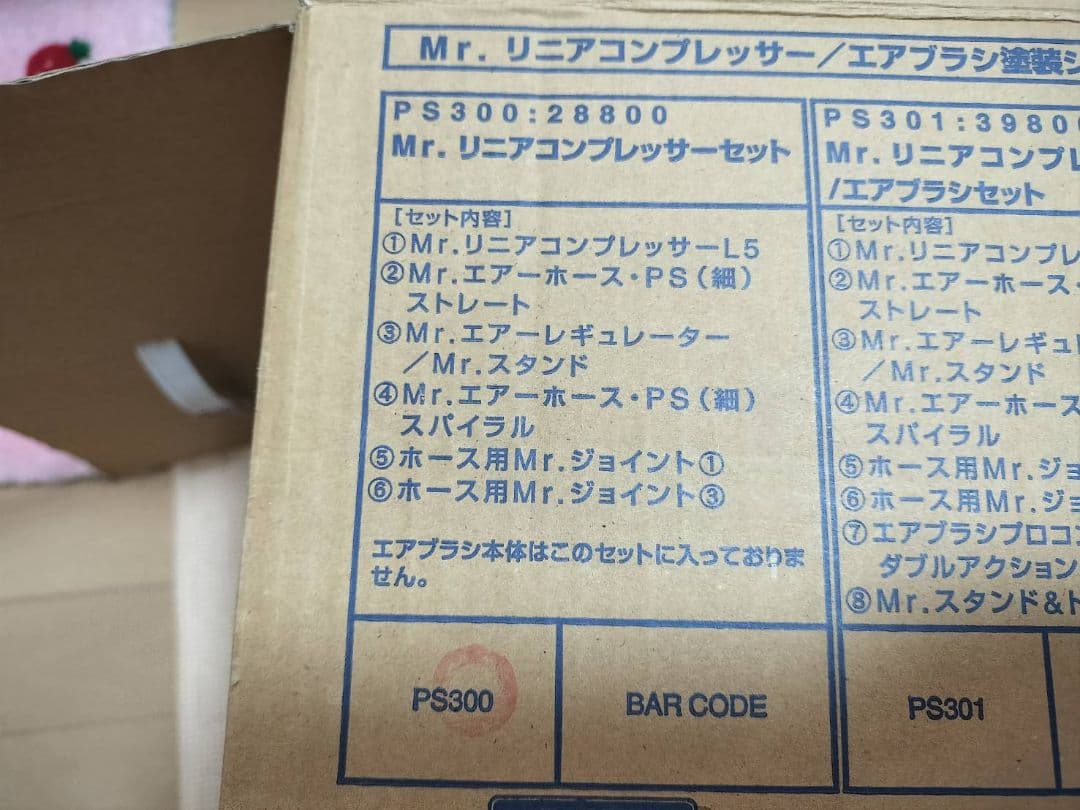 Mr. リニアコンプレッサー／エアブラシ塗装
PS300:28800
Mr. リニアコンプレッサーセット
[セット内容]
①Mr.リニアコンプレッサーL5
②Mr.エアーホース・PS(細)
ストレート
③Mr.エアーレギュレーター
／Mr.スタンド
④Mr.エアーホース・PS(細)
スパイラル
⑤ホース用Mr.ジョイント①
⑥ホース用Mr.ジョイント③
エアブラシ本体はこのセットに入っておりま
せん。
PS300
BAR CODE
PS301:3980
Mr. リニアコンプ
/エアブラシセット
[セット内容]
①Mr.リニアコンプ
②Mr.エアーホース
ストレート
③Mr.エアーレギュ
／Mr.スタンド
④Mr.エアーホース
スパイラル
⑤ホース用Mr.ジョ
⑥ホース用Mr.ジョ
⑦エアブラシプロコン
ダブルアクション
⑧Mr.スタンド&ト
PS301